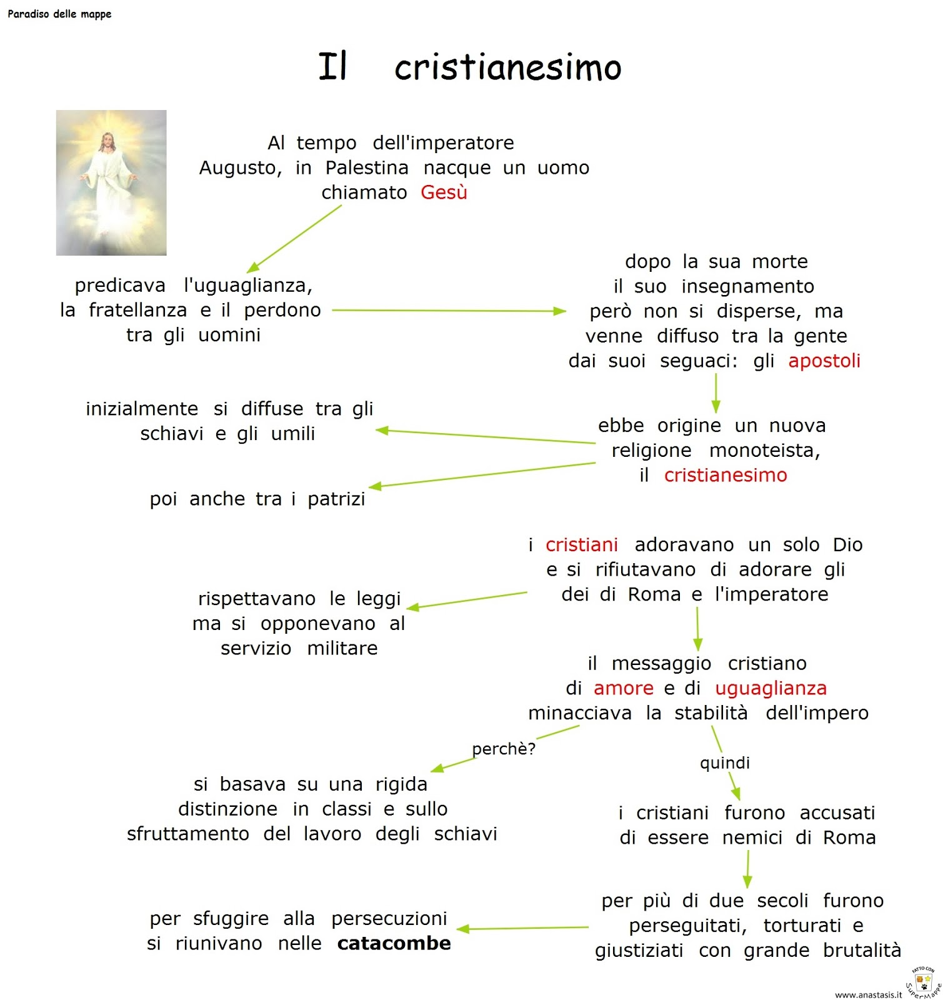 Paradiso delle mappe
Il cristianesimo
Al tempo dell'imperatore
Augusto, in Palestina nacque un uomo
chiamato Gesù
predicava l'uguaglianza,
la fratellanza e il perdono
tra gli uomini
dopo la sua morte
il suo insegnamento
però non si disperse, ma
venne diffuso tra la gente
dai suoi seguaci: gli apostoli
ebbe origine un nuova
religione monoteista,
il cristianesimo
inizialmente si diffuse tra gli
schiavi e gli umili
poi anche tra i patrizi
i cristiani adoravano un solo Dio
e si rifiutavano di adorare gli
dei di Roma e l'imperatore
rispettavano le leggi
ma si opponevano al
servizio militare
il messaggio cristiano
di amore e di uguaglianza
minacciava la stabilità dell'impero
perchè?
si basava su una rigida
distinzione in classi e sullo
sfruttamento del lavoro degli schiavi
quindi
i cristiani furono accusati
di essere nemici di Roma
per più di due secoli furono
perseguitati, torturati e
giustiziati con grande brutalità
per sfuggire alla persecuzioni
si riunivano nelle catacombe
FATTO CON
SUPERMAPPE
www.anastasis.it